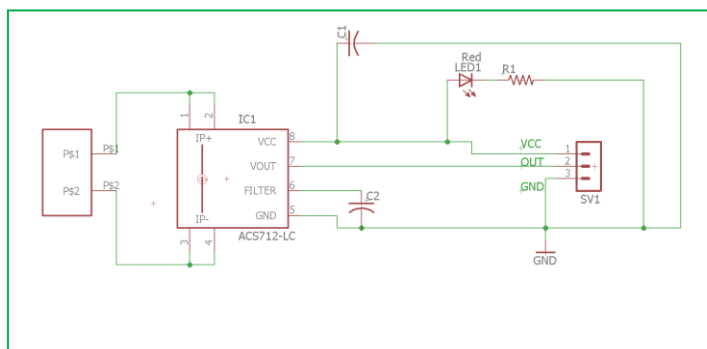 C1
Red
LED1
R1
IC1
1
2
P$1
P$1
IP+
VCC
8
VCC
1
VOUT
7
OUT
2
P$2
P$2
FILTER
6
GND
3
C2
IP-
GND
5
SV1
3
4
ACS712-LC
GND